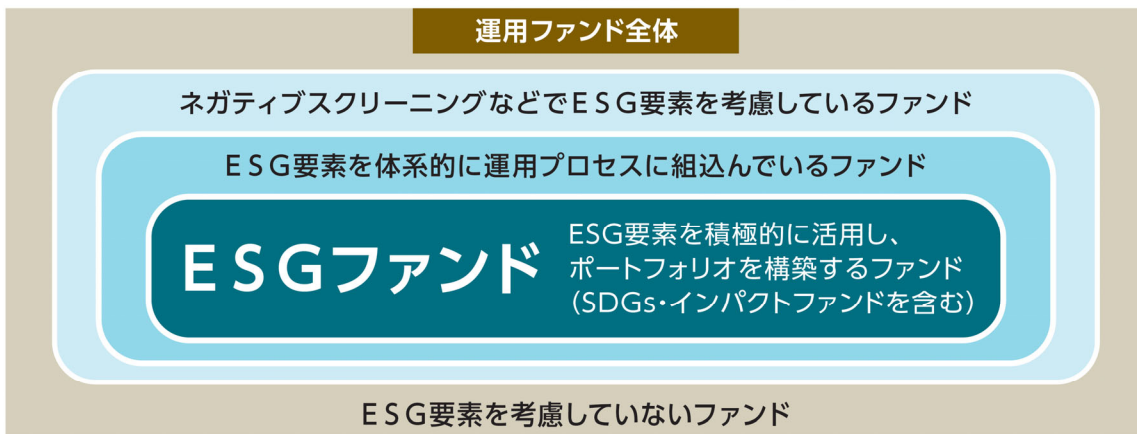 運用ファンド全体
ネガティブスクリーニングなどでESG要素を考慮しているファンド
ESG要素を体系的に運用プロセスに組込んでいるファンド
ESGファンド
ESG要素を積極的に活用し、
ポートフォリオを構築するファンド
(SDGs・インパクトファンドを含む)
ESG要素を考慮していないファンド